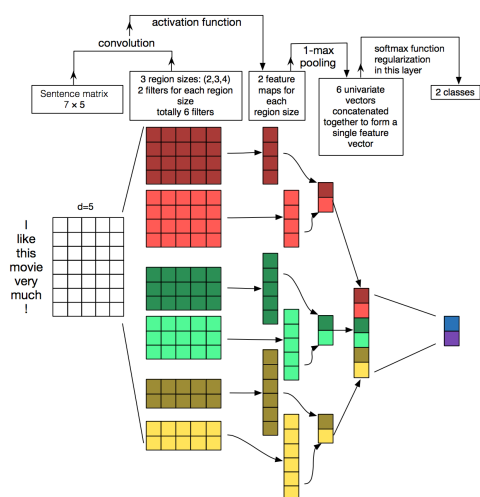 activation function
convolution
1-max
pooling
softmax function
regularization
in this layer
Sentence matrix
7 × 5
3 region sizes: (2,3,4)
2 filters for each region
size
totally 6 filters
2 feature
maps for
each
region size
6 univariate
vectors
concatenated
together to form a
single feature
vector
2 classes
d=5
I
like
this
movie
very
much
!